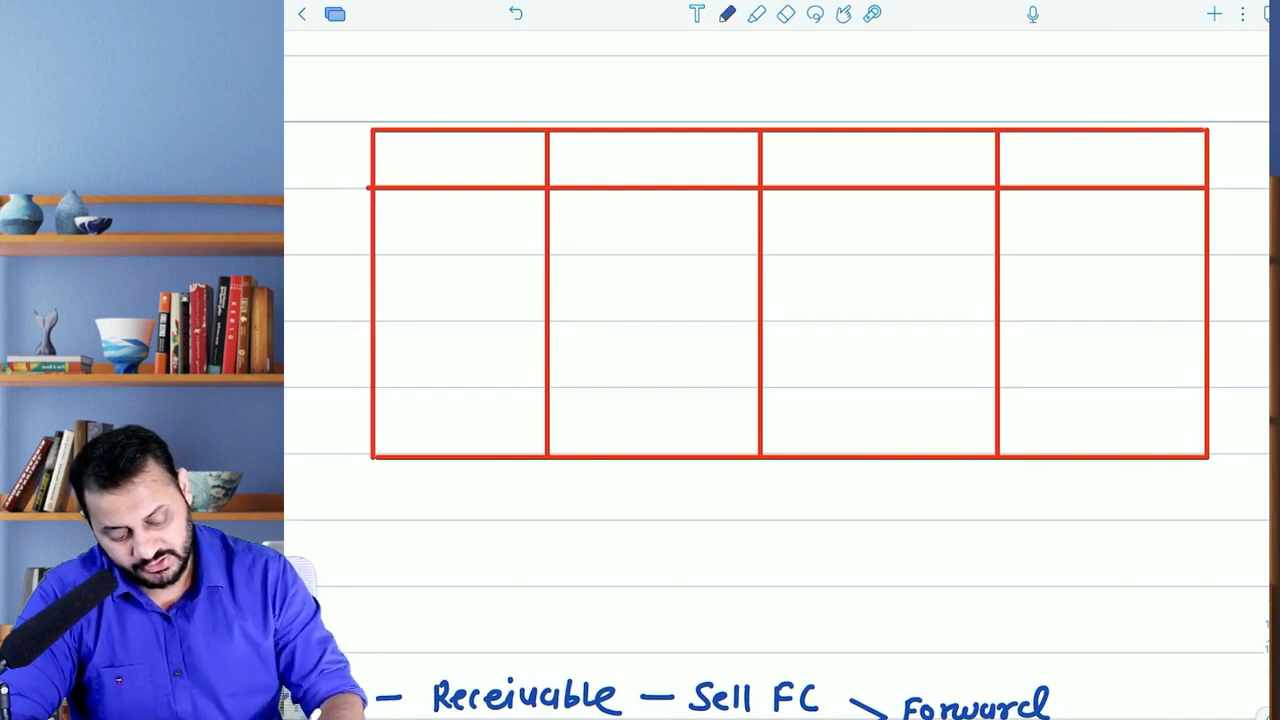 — Receivable — Sell FC
Forward